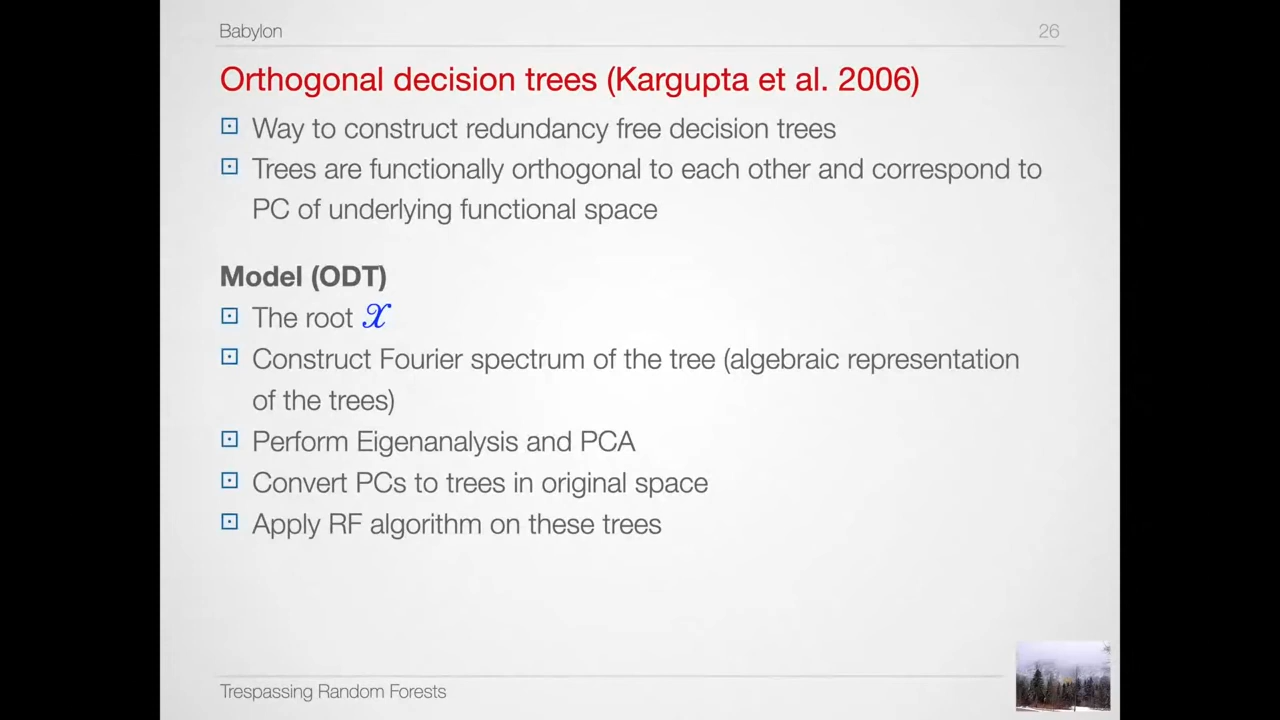 Babylon 26
Orthogonal decision trees (Kargupta et al. 2006)
Way to construct redundancy free decision trees
Trees are functionally orthogonal to each other and correspond to
PC of underlying functional space
Model (ODT)
The root 𝒳
Construct Fourier spectrum of the tree (algebraic representation
of the trees)
Perform Eigenanalysis and PCA
Convert PCs to trees in original space
Apply RF algorithm on these trees
Trespassing Random Forests